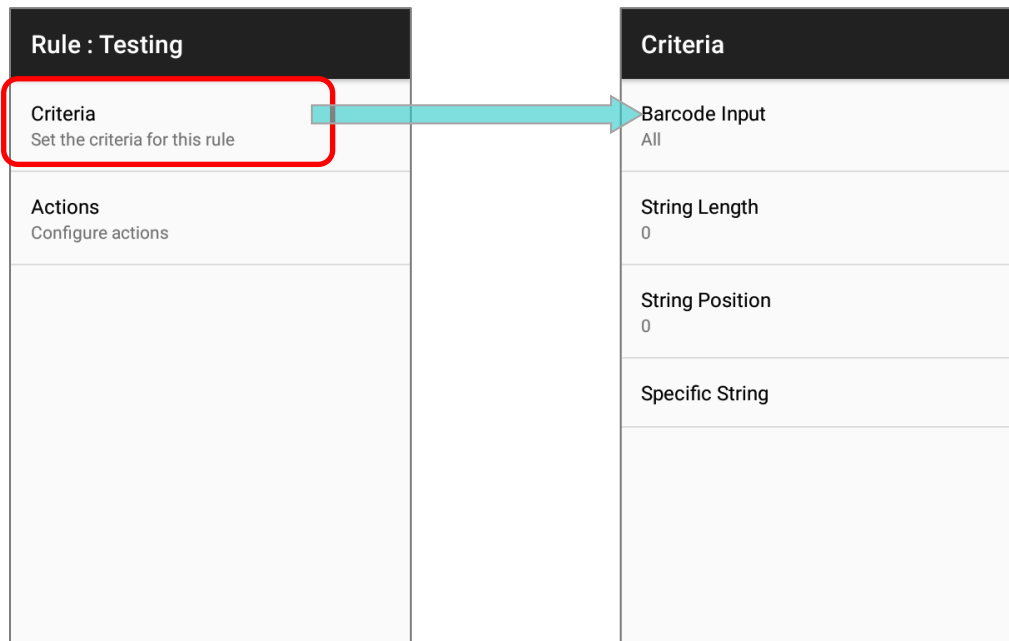 Rule : Testing
Criteria
Set the criteria for this rule
Actions
Configure actions
Criteria
Barcode Input
All
String Length
0
String Position
0
Specific String